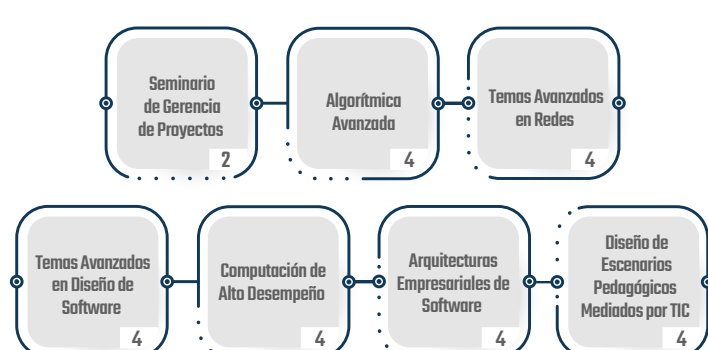 Seminario
de Gerencia
de Proyectos
2
Algorítmica
Avanzada
4
Temas Avanzados
en Redes
4
Temas Avanzados
en Diseño de
Software
4
Computación de
Alto Desempeño
4
Arquitecturas
Empresariales de
Software
4
Diseño de
Escenarios
Pedagógicos
Mediados por TIC
4